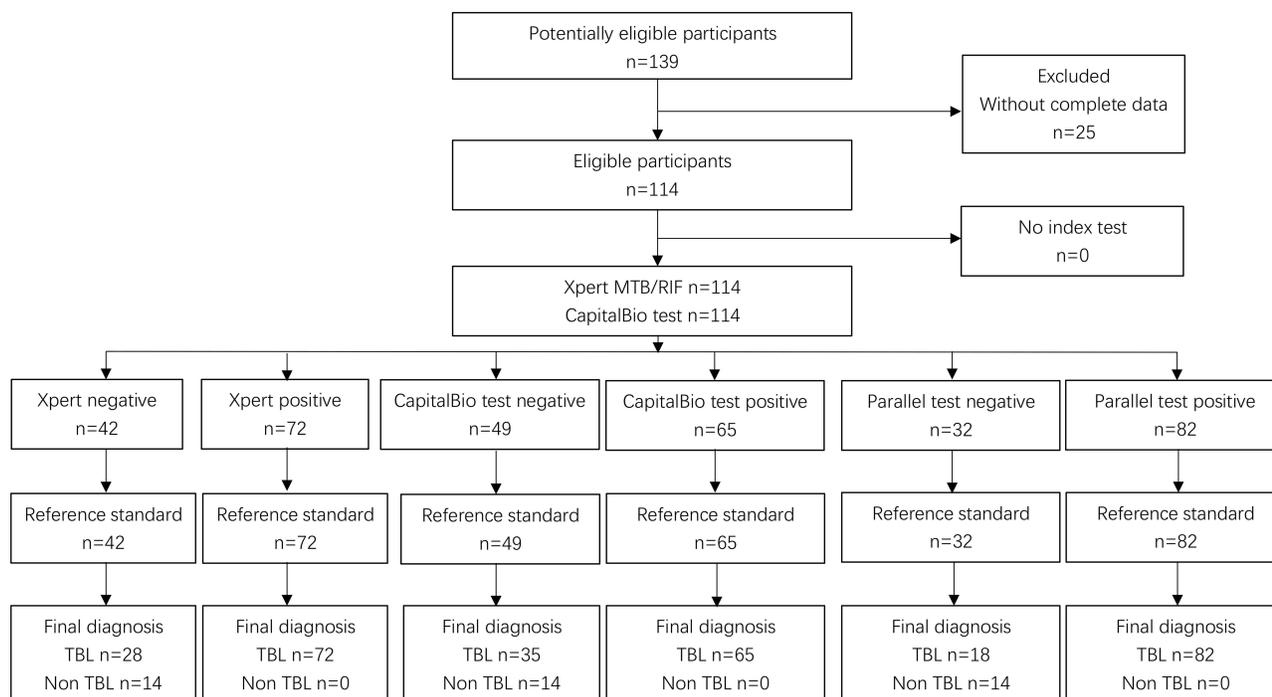 Potentially eligible participants
n=139
Excluded
Without complete data
n=25
Eligible participants
n=114
No index test
n=0
Xpert MTB/RIF n=114
CapitalBio test n=114
Xpert negative
n=42
Xpert positive
n=72
CapitalBio test negative
n=49
CapitalBio test positive
n=65
Parallel test negative
n=32
Parallel test positive
n=82
Reference standard
n=42
Reference standard
n=72
Reference standard
n=49
Reference standard
n=65
Reference standard
n=32
Reference standard
n=82
Final diagnosis
TBL n=28
Non TBL n=14
Final diagnosis
TBL n=72
Non TBL n=0
Final diagnosis
TBL n=35
Non TBL n=14
Final diagnosis
TBL n=65
Non TBL n=0
Final diagnosis
TBL n=18
Non TBL n=14
Final diagnosis
TBL n=82
Non TBL n=0